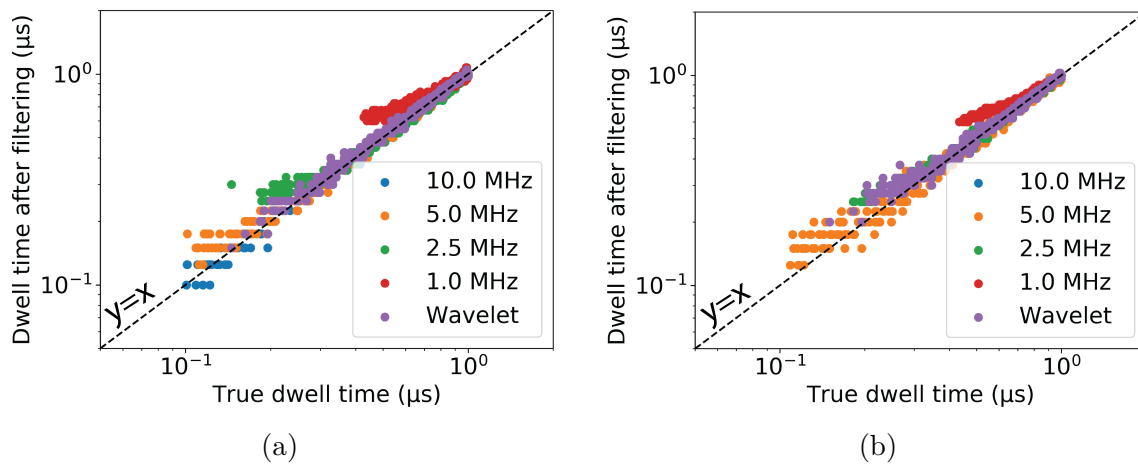 Dwell time after filtering (μs)
10⁰
10⁻¹
y=x
10.0 MHz
5.0 MHz
2.5 MHz
1.0 MHz
Wavelet
10⁻¹
10⁰
True dwell time (μs)
(a)
Dwell time after filtering (μs)
10⁰
10⁻¹
y=x
10.0 MHz
5.0 MHz
2.5 MHz
1.0 MHz
Wavelet
10⁻¹
10⁰
True dwell time (μs)
(b)